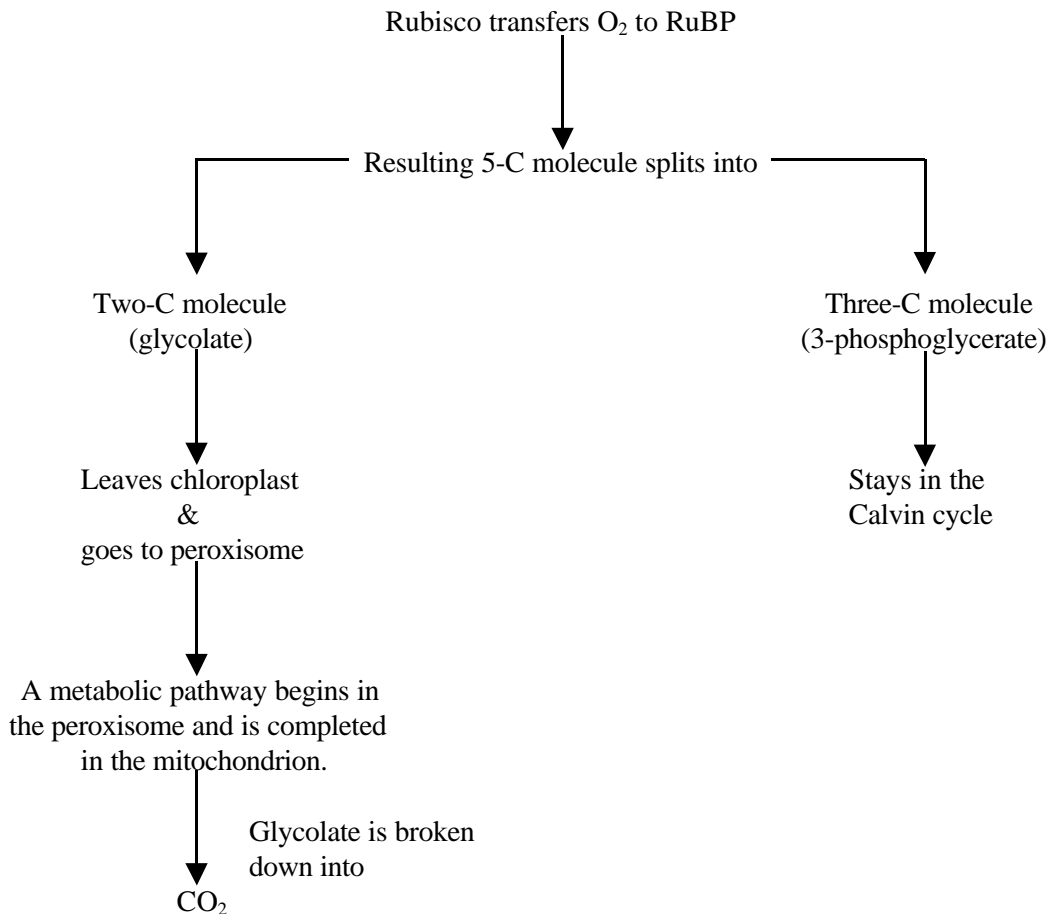 Rubisco transfers O₂ to RuBP
Resulting 5-C molecule splits into
Two-C molecule
(glycolate)
Three-C molecule
(3-phosphoglycerate)
Leaves chloroplast
&
goes to peroxisome
Stays in the
Calvin cycle
A metabolic pathway begins in
the peroxisome and is completed
in the mitochondrion.
Glycolate is broken
down into
CO₂